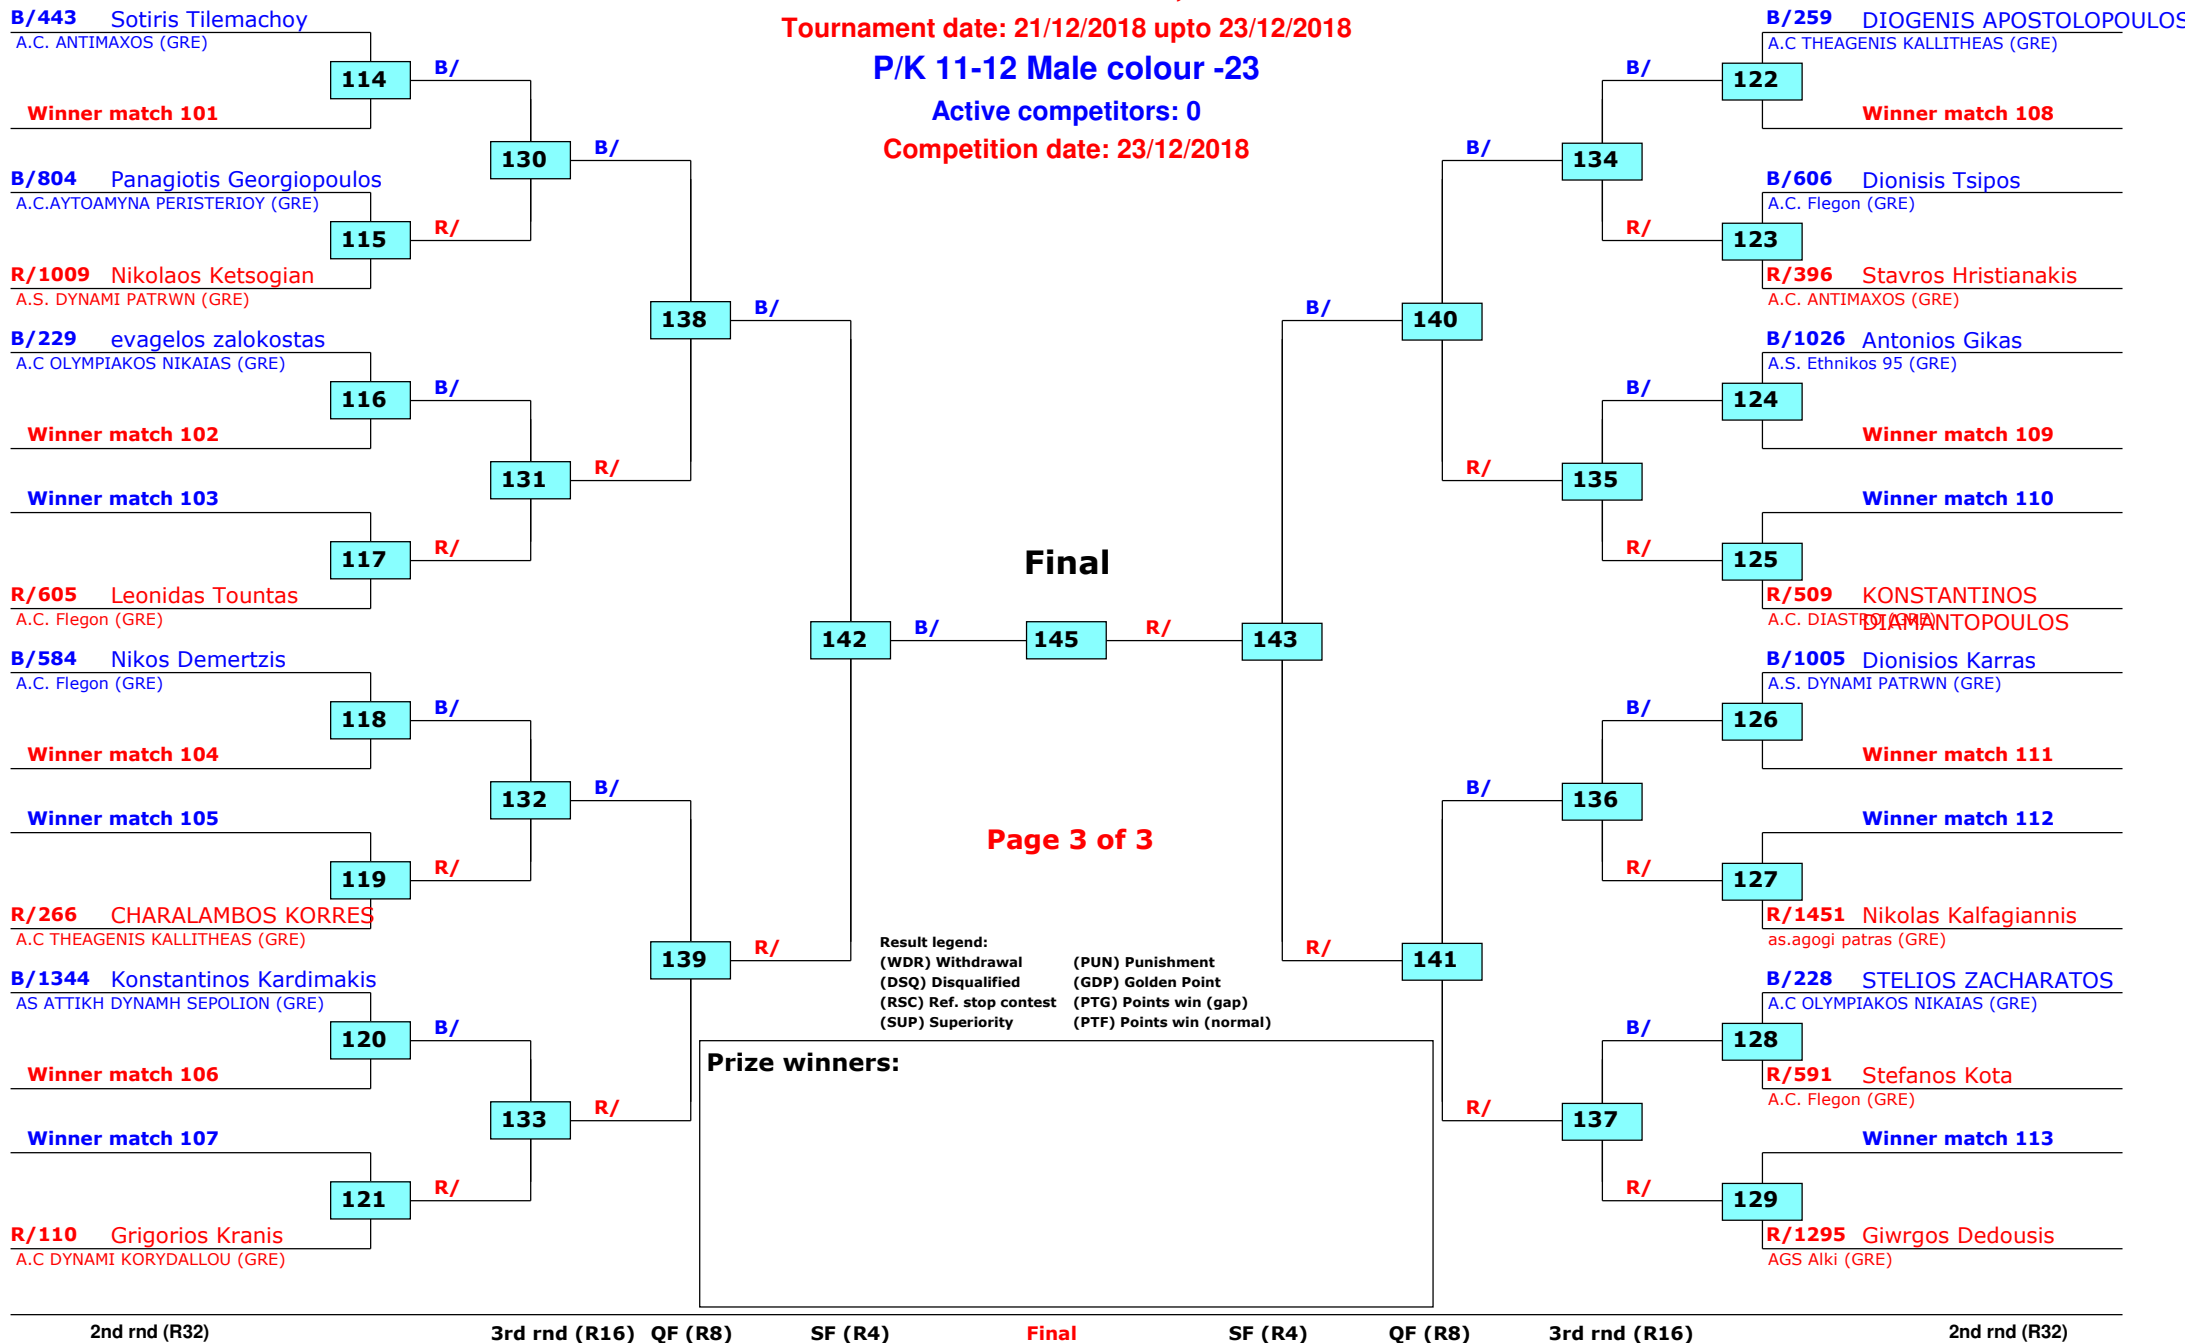 Tournament date: 21/12/2018 upto 23/12/2018
P/K 11-12 Male colour -23
Active competitors: 0
Competition date: 23/12/2018
B/443 Sotiris Tilemachoy
A.C. ANTIMAXOS (GRE)
114
B/
Winner match 101
130
B/
B/804 Panagiotis Georgiopoulos
A.C.AYTOAMYNA PERISTERIOY (GRE)
115
R/
R/1009 Nikolaos Ketsogian
A.S. DYNAMI PATRWN (GRE)
138
B/
B/229 evagelos zalokostas
A.C OLYMPIAKOS NIKAIAS (GRE)
116
B/
Winner match 102
131
R/
Winner match 103
117
R/
R/605 Leonidas Tountas
A.C. Flegon (GRE)
142
B/
B/584 Nikos Demertzis
A.C. Flegon (GRE)
118
B/
Winner match 104
132
B/
Winner match 105
119
R/
R/266 CHARALAMBOS KORRES
A.C THEAGENIS KALLITHEAS (GRE)
139
R/
B/1344 Konstantinos Kardimakis
AS ATTIKH DYNAMH SEPOLION (GRE)
120
B/
Winner match 106
133
R/
Winner match 107
121
R/
R/110 Grigorios Kranis
A.C DYNAMI KORYDALLOU (GRE)
Final
145
R/
143
Page 3 of 3
B/259 DIOGENIS APOSTOLOPOULOS
A.C THEAGENIS KALLITHEAS (GRE)
B/
122
Winner match 108
B/
134
B/606 Dionisis Tsipos
A.C. Flegon (GRE)
R/
123
R/396 Stavros Hristianakis
A.C. ANTIMAXOS (GRE)
B/
140
B/1026 Antonios Gikas
A.S. Ethnikos 95 (GRE)
B/
124
Winner match 109
R/
135
Winner match 110
R/
125
R/509 KONSTANTINOS
A.C. DIASTRO (GRE)
DIAMANTOPOULOS
B/1005 Dionisios Karras
A.S. DYNAMI PATRWN (GRE)
B/
126
Winner match 111
B/
136
Winner match 112
R/
127
R/1451 Nikolas Kalfagiannis
as.agogi patras (GRE)
R/
141
B/228 STELIOS ZACHARATOS
A.C OLYMPIAKOS NIKAIAS (GRE)
B/
128
R/591 Stefanos Kota
A.C. Flegon (GRE)
R/
137
Winner match 113
R/
129
R/1295 Giwrgos Dedousis
AGS Alki (GRE)
Result legend:
(WDR) Withdrawal (PUN) Punishment
(DSQ) Disqualified (GDP) Golden Point
(RSC) Ref. stop contest (PTG) Points win (gap)
(SUP) Superiority (PTF) Points win (normal)
Prize winners:
2nd rnd (R32) 3rd rnd (R16) QF (R8) SF (R4) Final SF (R4) QF (R8) 3rd rnd (R16) 2nd rnd (R32)